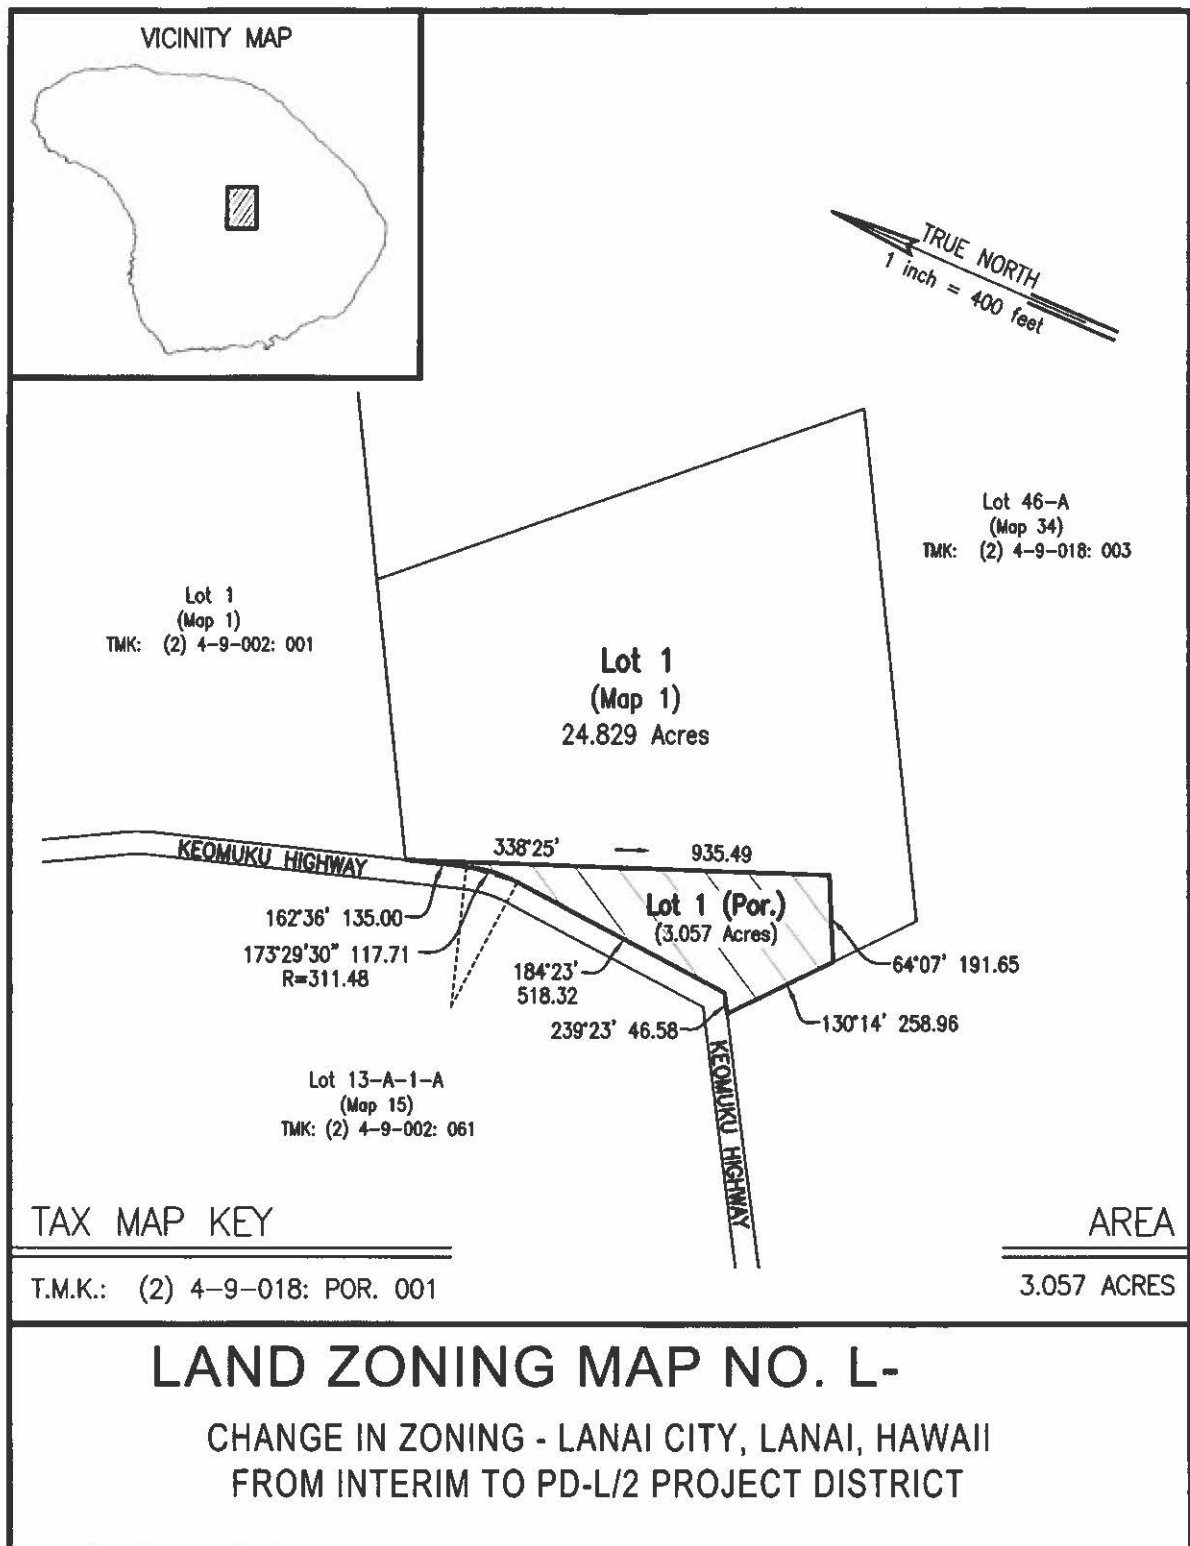 VICINITY MAP
TRUE NORTH
1 inch = 400 feet
Lot 46-A
(Map 34)
TMK: (2) 4-9-018: 003
Lot 1
(Map 1)
TMK: (2) 4-9-002: 001
Lot 1
(Map 1)
24.829 Acres
KEOMUKU HIGHWAY
338°25' 935.49
Lot 1 (Por.)
(3.057 Acres)
162°36' 135.00
173°29'30" 117.71
R=311.48
184°23'
518.32
64°07' 191.65
239°23' 46.58
130°14' 258.96
KEOMUKU HIGHWAY
Lot 13-A-1-A
(Map 15)
TMK: (2) 4-9-002: 061
TAX MAP KEY
AREA
T.M.K.: (2) 4-9-018: POR. 001
3.057 ACRES
LAND ZONING MAP NO. L-
CHANGE IN ZONING - LANAI CITY, LANAI, HAWAII
FROM INTERIM TO PD-L/2 PROJECT DISTRICT